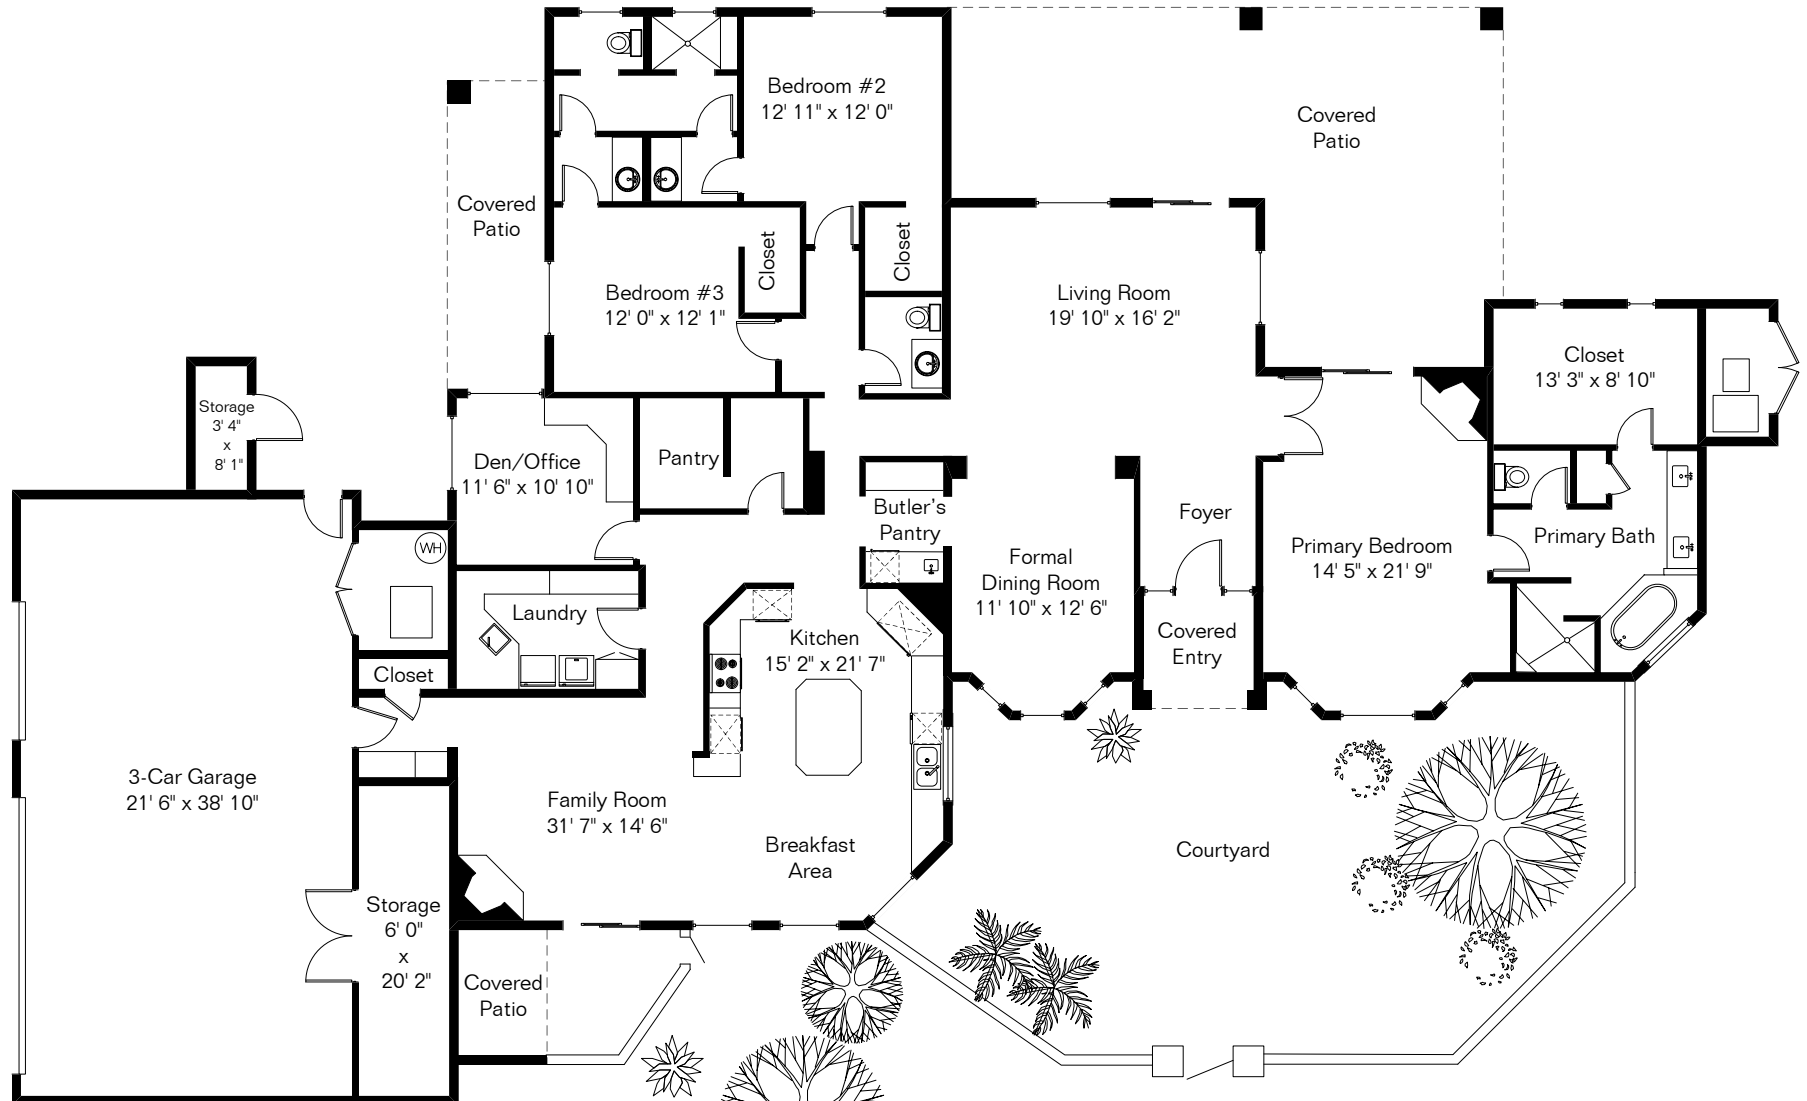 Bedroom #2
12' 11" x 12' 0"
Covered
Patio
Covered
Patio
Closet
Closet
Bedroom #3
12' 0" x 12' 1"
Living Room
19' 10" x 16' 2"
Closet
13' 3" x 8' 10"
Storage
3' 4"
x
8' 1"
Den/Office
11' 6" x 10' 10"
Pantry
Butler's
Pantry
Foyer
Primary Bedroom
14' 5" x 21' 9"
Primary Bath
WH
Formal
Dining Room
11' 10" x 12' 6"
Laundry
Kitchen
15' 2" x 21' 7"
Covered
Entry
Closet
3-Car Garage
21' 6" x 38' 10"
Family Room
31' 7" x 14' 6"
Breakfast
Area
Courtyard
Storage
6' 0"
x
20' 2"
Covered
Patio